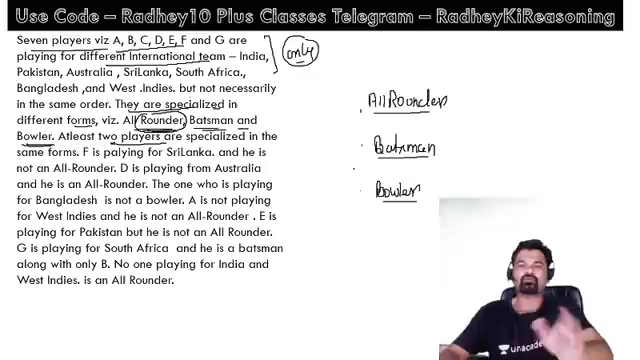 Use Code – Radhey10 Plus Classes Telegram – RadheyKiReasoning
Seven players viz A, B, C, D, E, F and G are
playing for different International team – India,
Pakistan, Australia , SriLanka, South Africa.,
Bangladesh ,and West .Indies. but not necessarily
in the same order. They are specialized in
different forms, viz. All Rounder, Batsman and
Bowler. Atleast two players are specialized in the
same forms. F is palying for SriLanka. and he is
not an All-Rounder. D is playing from Australia
and he is an All-Rounder. The one who is playing
for Bangladesh is not a bowler. A is not playing
for West Indies and he is not an All-Rounder . E is
playing for Pakistan but he is not an All Rounder.
G is playing for South Africa and he is a batsman
along with only B. No one playing for India and
West Indies. is an All Rounder.
only
All Rounders
Batsman
Bowler
unacade